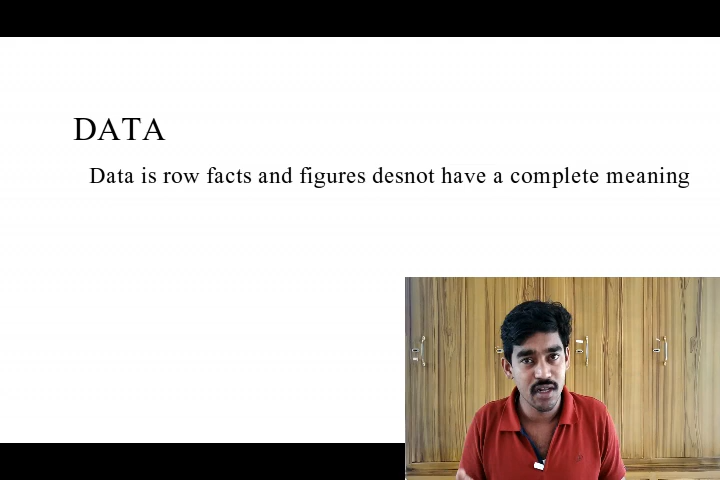 DATA
Data is row facts and figures desnot have a complete meaning